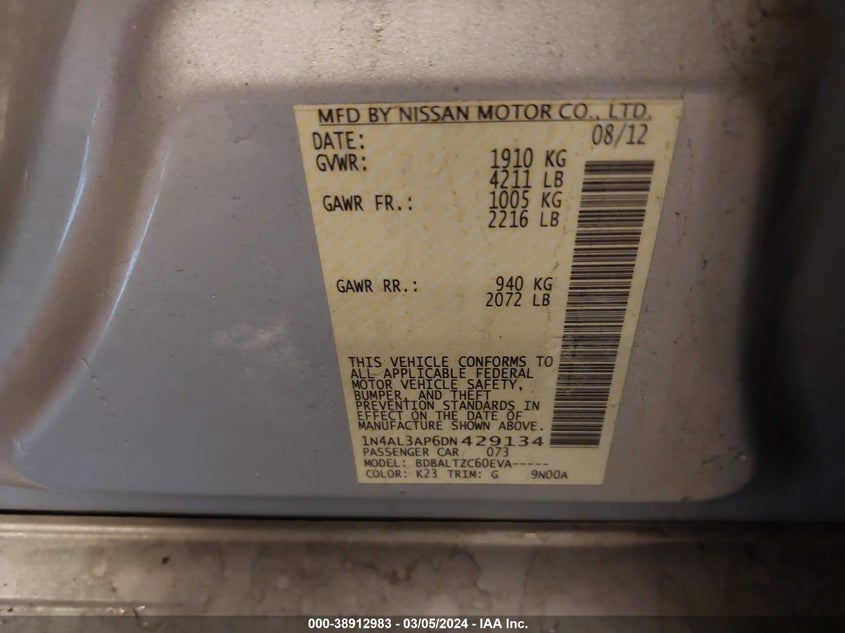 MFD BY NISSAN MOTOR CO., LTD.
DATE: 08/12
GVWR: 1910 KG
4211 LB
GAWR FR.: 1005 KG
2216 LB
GAWR RR.: 940 KG
2072 LB
THIS VEHICLE CONFORMS TO
ALL APPLICABLE FEDERAL
MOTOR VEHICLE SAFETY,
BUMPER, AND THEFT
PREVENTION STANDARDS IN
EFFECT ON THE DATE OF
MANUFACTURE SHOWN ABOVE.
1N4AL3AP6DN429134
PASSENGER CAR 073
MODEL: BDBALTZC60EVA-----
COLOR: K23 TRIM: G 9N00A
000-38912983 - 03/05/2024 - IAA Inc.